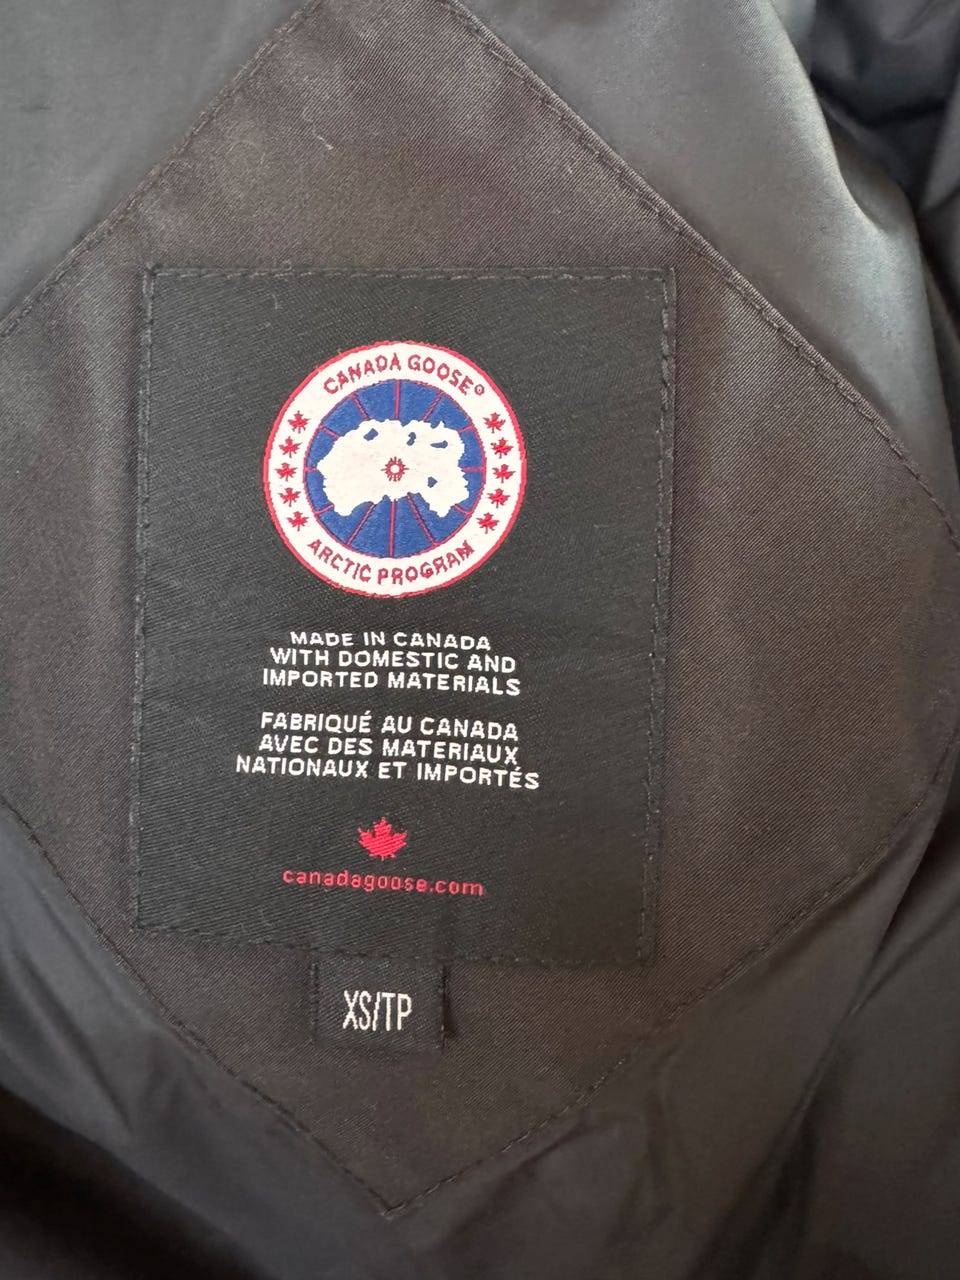 CANADA GOOSE®
ARCTIC PROGRAM
MADE IN CANADA
WITH DOMESTIC AND
IMPORTED MATERIALS
FABRIQUÉ AU CANADA
AVEC DES MATERIAUX
NATIONAUX ET IMPORTÉS
canadagoose.com
XS/TP